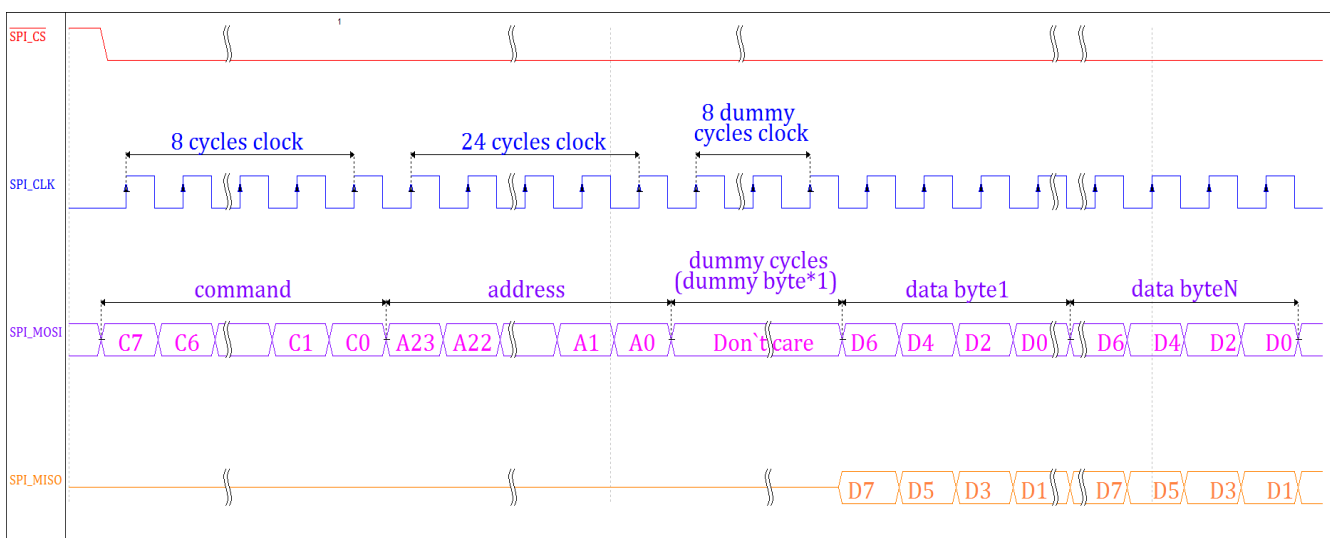 1
SPI_CS
8 dummy
cycles clock
8 cycles clock
24 cycles clock
SPI_CLK
dummy cycles
(dummy byte*1)
command
address
data byte1
data byteN
SPI_MOSI
C7 C6 C1 C0 A23 A22 A1 A0 Don`t care D6 D4 D2 D0 D6 D4 D2 D0
SPI_MISO
D7 D5 D3 D1 D7 D5 D3 D1